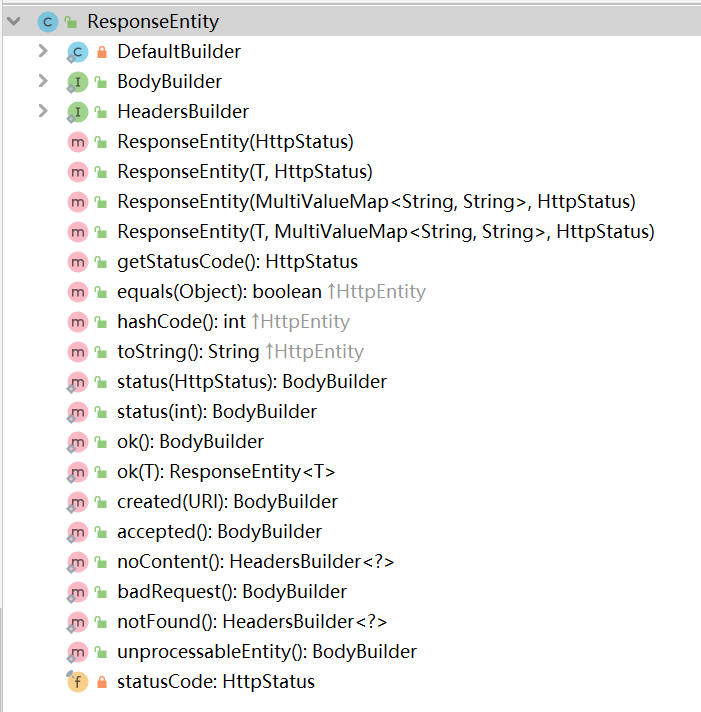 ResponseEntity
DefaultBuilder
BodyBuilder
HeadersBuilder
ResponseEntity(HttpStatus)
ResponseEntity(T, HttpStatus)
ResponseEntity(MultiValueMap<String, String>, HttpStatus)
ResponseEntity(T, MultiValueMap<String, String>, HttpStatus)
getStatusCode(): HttpStatus
equals(Object): boolean ↑HttpEntity
hashCode(): int ↑HttpEntity
toString(): String ↑HttpEntity
status(HttpStatus): BodyBuilder
status(int): BodyBuilder
ok(): BodyBuilder
ok(T): ResponseEntity<T>
created(URI): BodyBuilder
accepted(): BodyBuilder
noContent(): HeadersBuilder<?>
badRequest(): BodyBuilder
notFound(): HeadersBuilder<?>
unprocessableEntity(): BodyBuilder
statusCode: HttpStatus